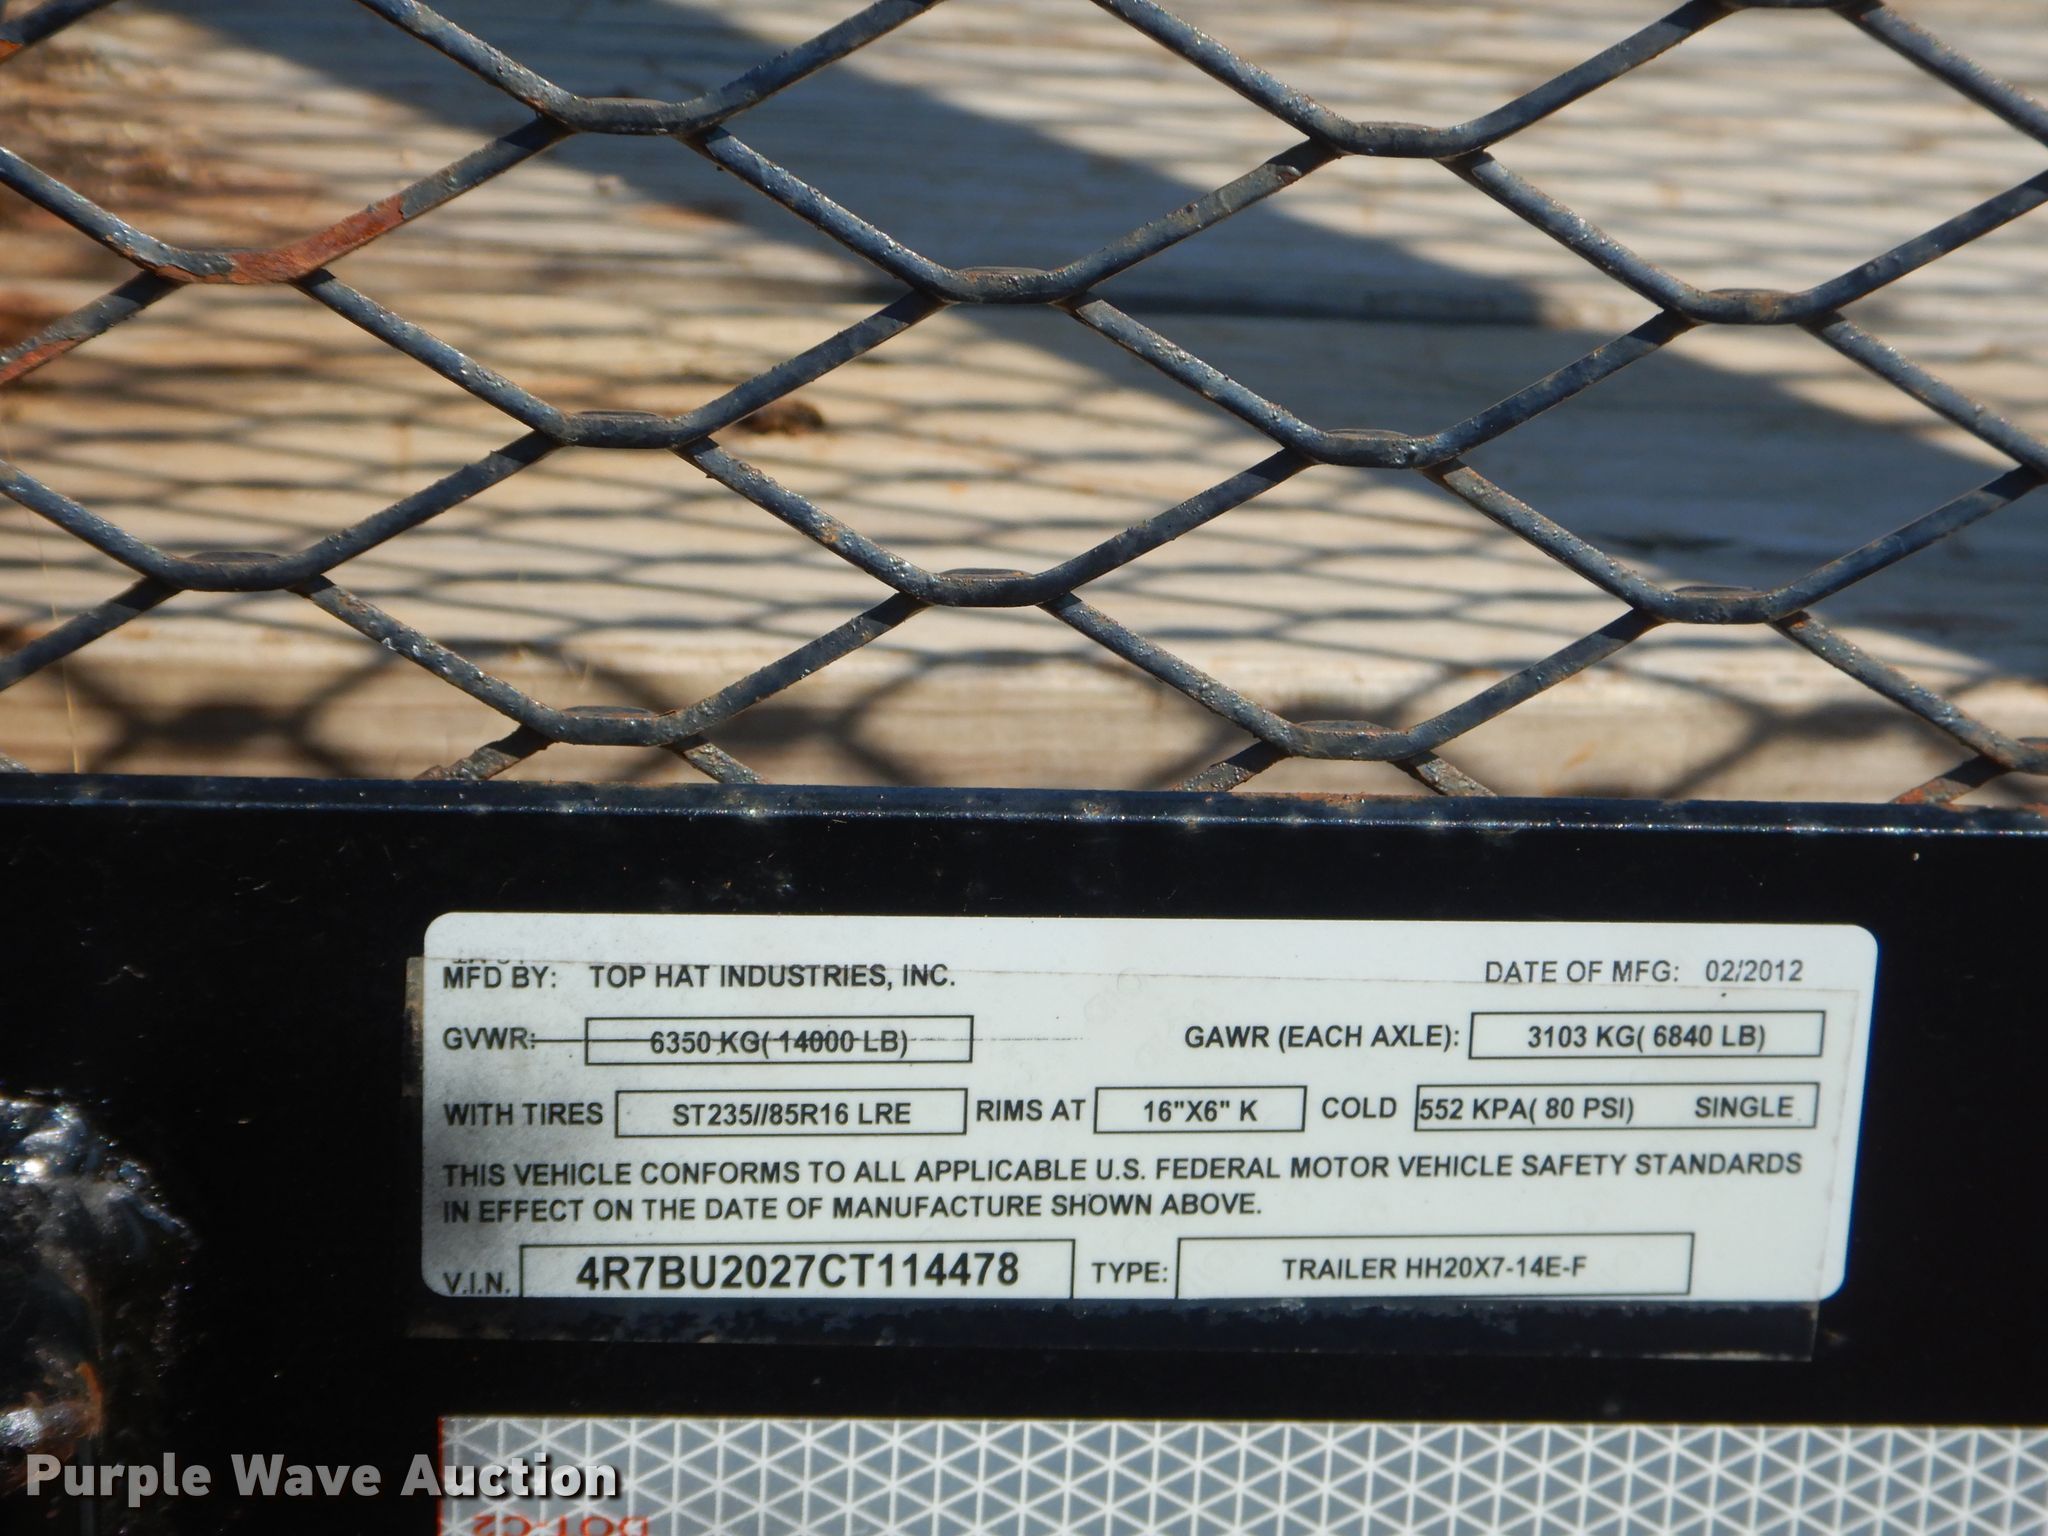 MFD BY: TOP HAT INDUSTRIES, INC. DATE OF MFG: 02/2012
GVWR: 6350 KG( 14000 LB) GAWR (EACH AXLE): 3103 KG( 6840 LB)
WITH TIRES ST235//85R16 LRE RIMS AT 16"X6" K COLD 552 KPA( 80 PSI) SINGLE
THIS VEHICLE CONFORMS TO ALL APPLICABLE U.S. FEDERAL MOTOR VEHICLE SAFETY STANDARDS
IN EFFECT ON THE DATE OF MANUFACTURE SHOWN ABOVE.
V.I.N. 4R7BU2027CT114478 TYPE: TRAILER HH20X7-14E-F
Purple Wave Auction
DOT-C2